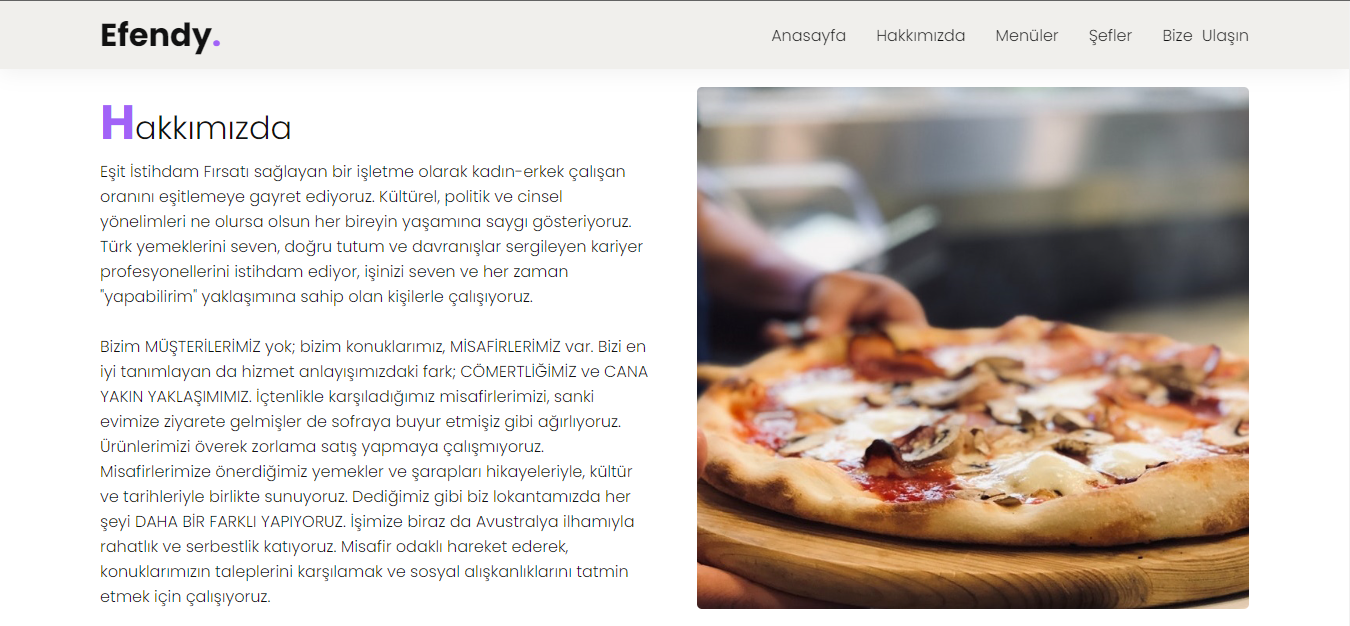 Efendy.
Anasayfa Hakkımızda Menüler Şefler Bize Ulaşın
Hakkımızda
Eşit İstihdam Fırsatı sağlayan bir işletme olarak kadın-erkek çalışan
oranını eşitlemeye gayret ediyoruz. Kültürel, politik ve cinsel
yönelimleri ne olursa olsun her bireyin yaşamına saygı gösteriyoruz.
Türk yemeklerini seven, doğru tutum ve davranışlar sergileyen kariyer
profesyonellerini istihdam ediyor, işinizi seven ve her zaman
"yapabilirim" yaklaşımına sahip olan kişilerle çalışıyoruz.
Bizim MÜŞTERİLERİMİZ yok; bizim konuklarımız, MİSAFİRLERİMİZ var. Bizi en
iyi tanımlayan da hizmet anlayışımızdaki fark; CÖMERTLİĞİMİZ ve CANA
YAKIN YAKLAŞIMIMIZ. İçtenlikle karşıladığımız misafirlerimizi, sanki
evimize ziyarete gelmişler de sofraya buyur etmişiz gibi ağırlıyoruz.
Ürünlerimizi överek zorlama satış yapmaya çalışmıyoruz.
Misafirlerimize önerdiğimiz yemekler ve şarapları hikayeleriyle, kültür
ve tarihleriyle birlikte sunuyoruz. Dediğimiz gibi biz lokantamızda her
şeyi DAHA BİR FARKLI YAPIYORUZ. İşimize biraz da Avustralya ilhamıyla
rahatlık ve serbestlik katıyoruz. Misafir odaklı hareket ederek,
konuklarımızın taleplerini karşılamak ve sosyal alışkanlıklarını tatmin
etmek için çalışıyoruz.